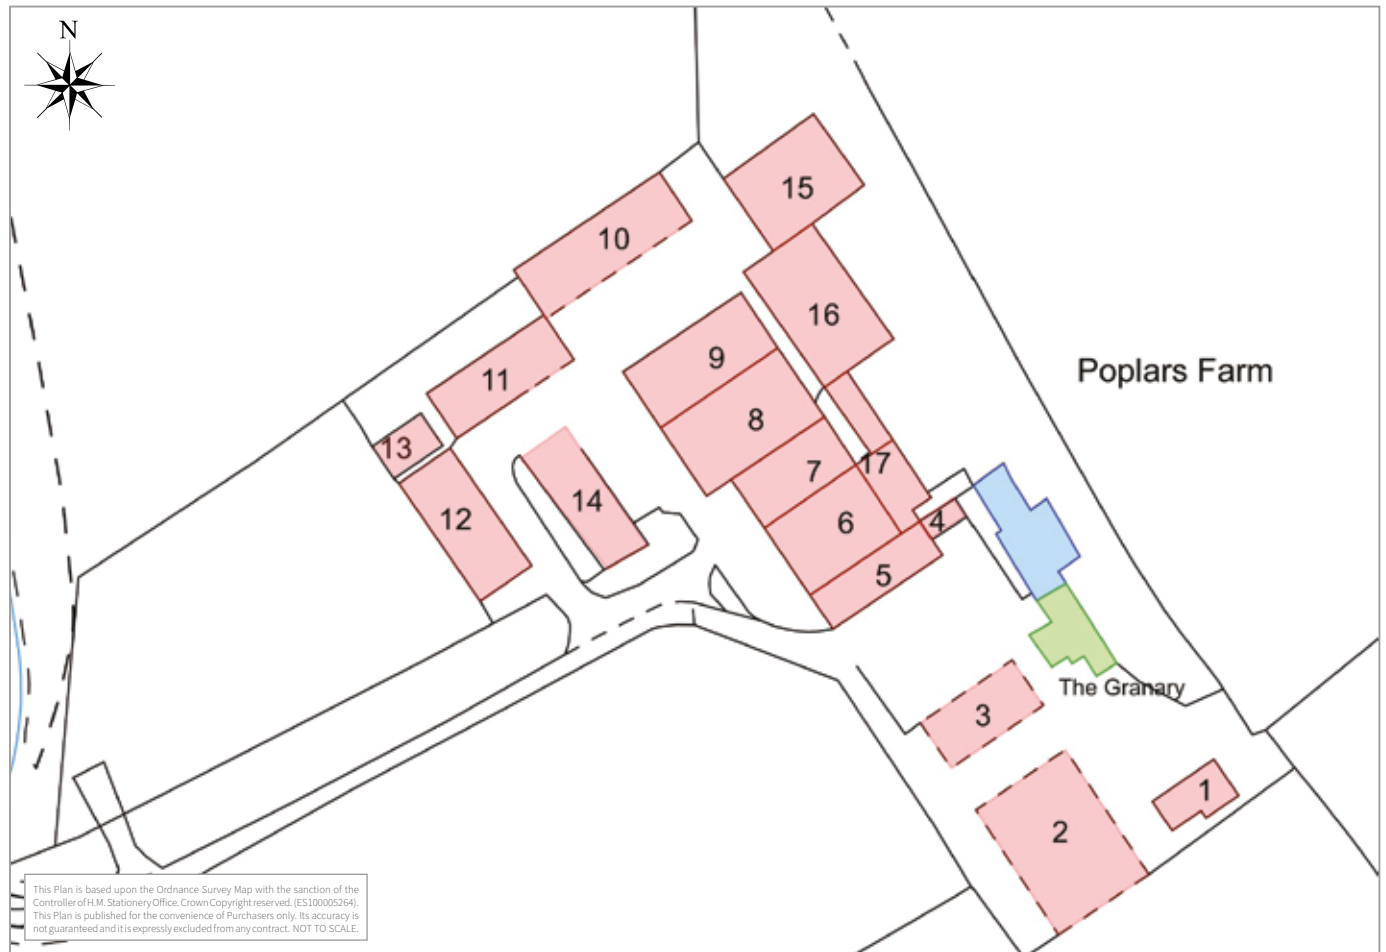 N
15
10
16
9
Poplars Farm
11
8
13
7
17
14
12
6
4
5
The Granary
3
1
2
This Plan is based upon the Ordnance Survey Map with the sanction of the
Controller of H.M. Stationery Office. Crown Copyright reserved. (ES100005264).
This Plan is published for the convenience of Purchasers only. Its accuracy is
not guaranteed and it is expressly excluded from any contract. NOT TO SCALE.